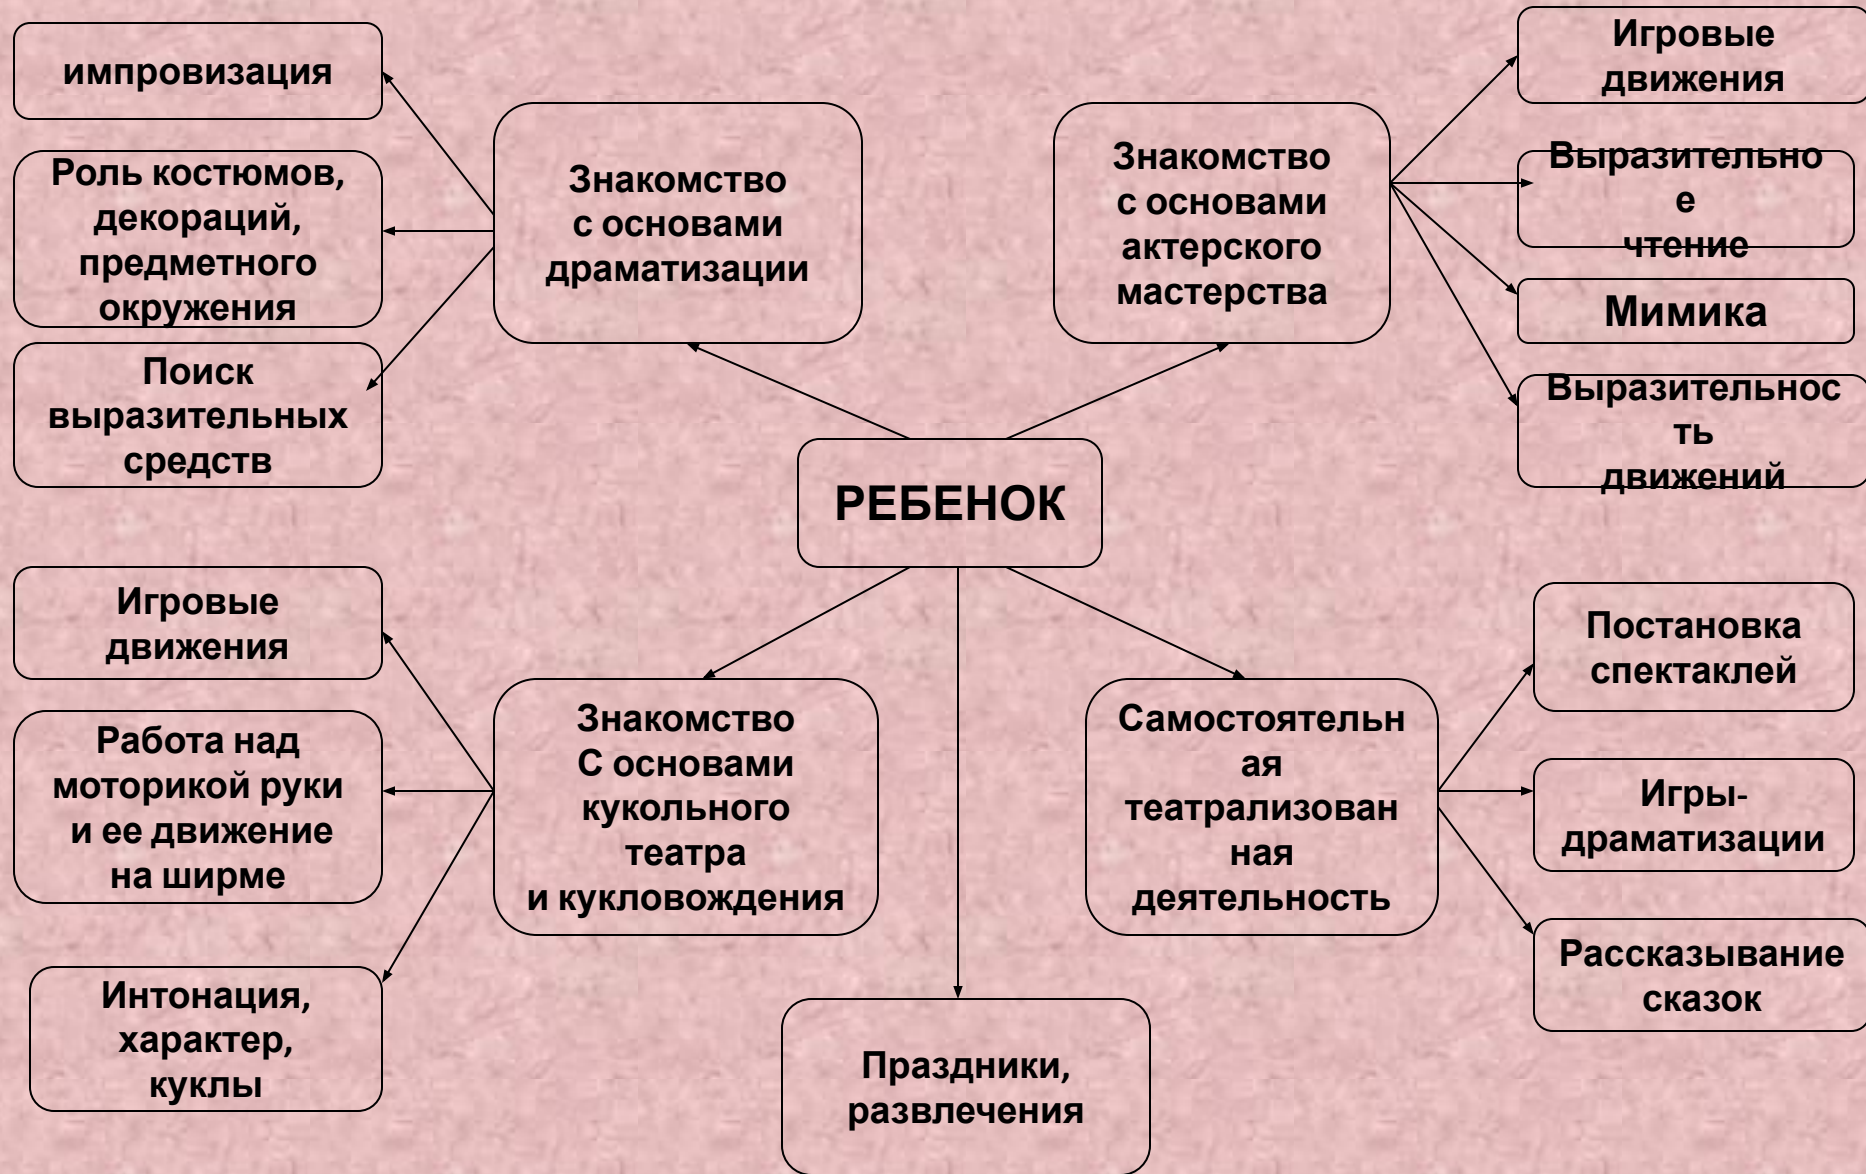 импровизация
Роль костюмов,
декораций,
предметного
окружения
Поиск
выразительных
средств
Знакомство
с основами
драматизации
Знакомство
с основами
актерского
мастерства
Игровые
движения
Выразительно
е
чтение
Мимика
Выразительнос
ть
движений
РЕБЕНОК
Игровые
движения
Работа над
моторикой руки
и ее движение
на ширме
Интонация,
характер,
куклы
Знакомство
С основами
кукольного
театра
и кукловождения
Самостоятельн
ая
театрализован
ная
деятельность
Постановка
спектаклей
Игры-
драматизации
Рассказывание
сказок
Праздники,
развлечения